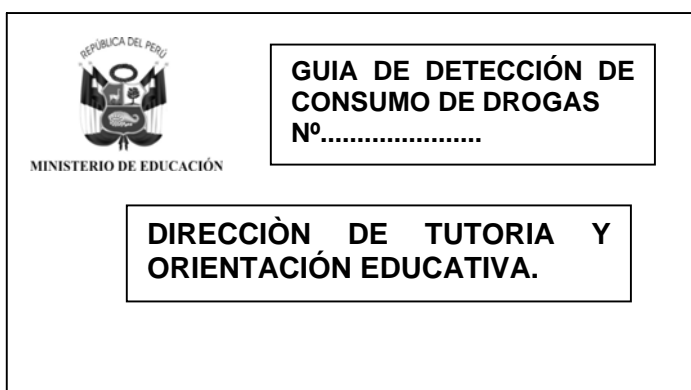 REPÚBLICA DEL PERÚ
GUIA DE DETECCIÓN DE
CONSUMO DE DROGAS
Nº......................
MINISTERIO DE EDUCACIÓN
DIRECCIÒN DE TUTORIA Y
ORIENTACIÓN EDUCATIVA.